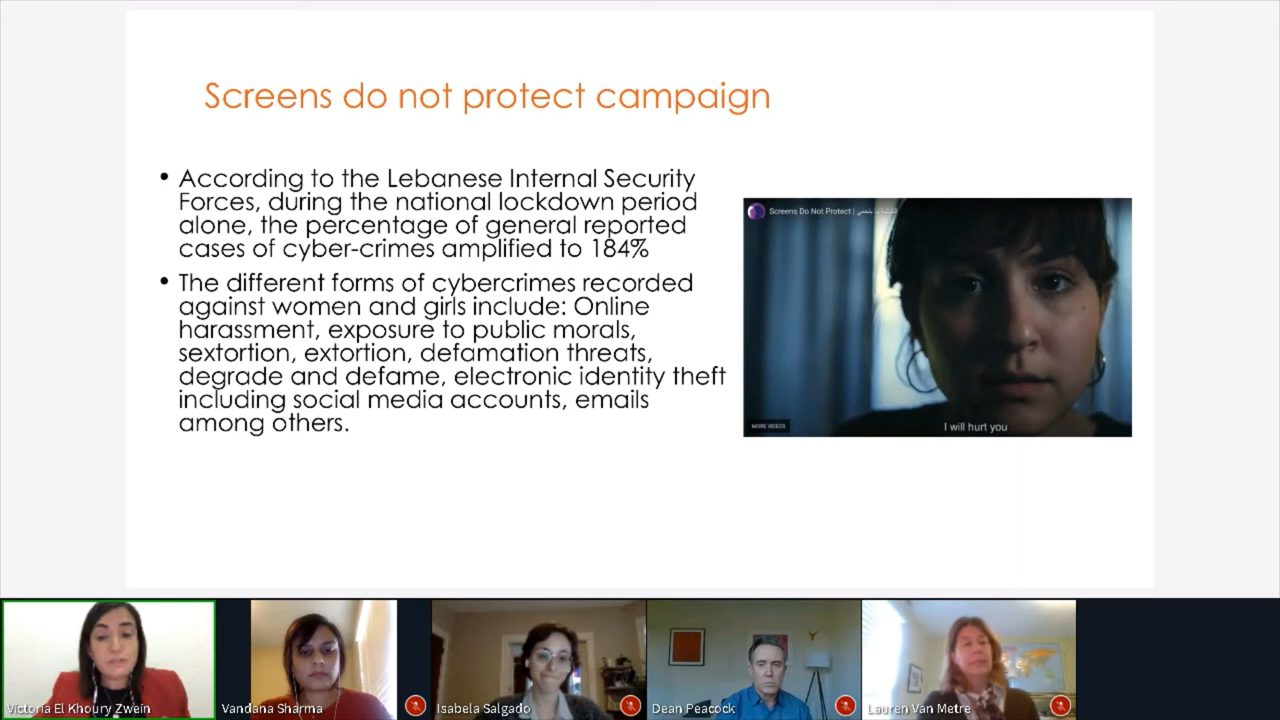 Screens do not protect campaign
• According to the Lebanese Internal Security
Forces, during the national lockdown period
alone, the percentage of general reported
cases of cyber-crimes amplified to 184%
• The different forms of cybercrimes recorded
against women and girls include: Online
harassment, exposure to public morals,
sextortion, extortion, defamation threats,
degrade and defame, electronic identity theft
including social media accounts, emails
among others.
Screens Do Not Protect |
MORE VIDEOS
I will hurt you
Victoria El Khoury Zwein
Vandana Sharma
Isabela Salgado
Dean Peacock
Lauren Van Metre